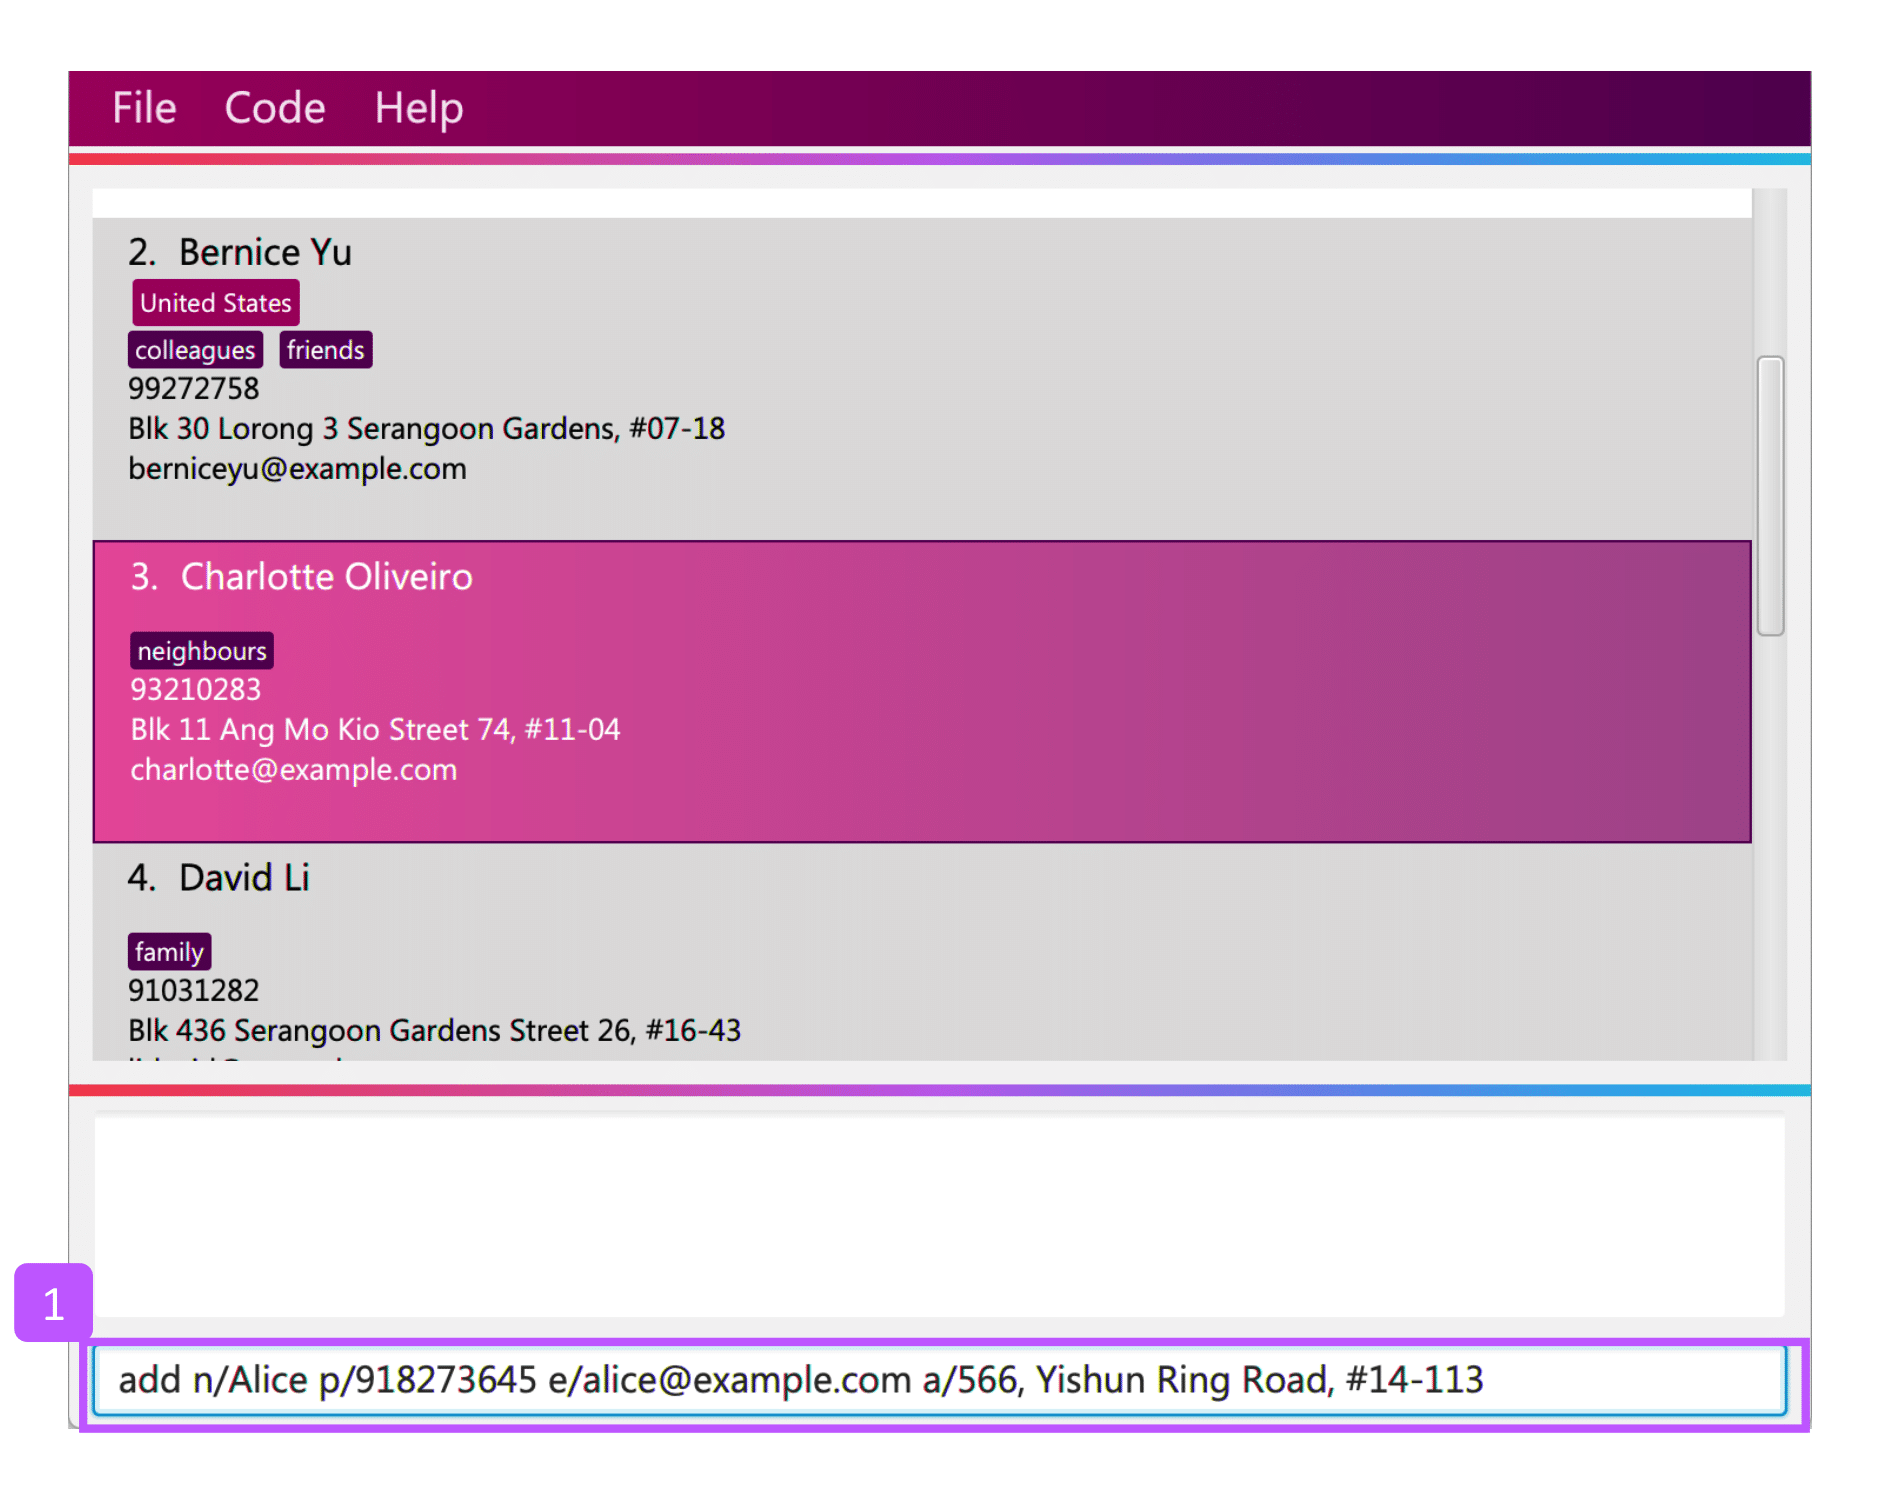 File Code Help
2. Bernice Yu
United States
colleagues friends
99272758
Blk 30 Lorong 3 Serangoon Gardens, #07-18
berniceyu@example.com
3. Charlotte Oliveiro
neighbours
93210283
Blk 11 Ang Mo Kio Street 74, #11-04
charlotte@example.com
4. David Li
family
91031282
Blk 436 Serangoon Gardens Street 26, #16-43
1
add n/Alice p/918273645 e/alice@example.com a/566, Yishun Ring Road, #14-113